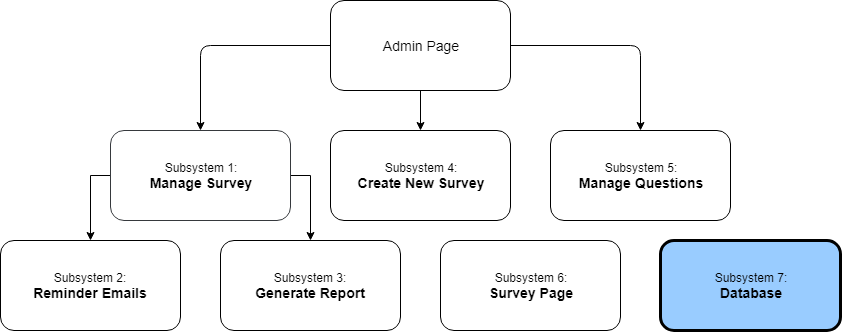 Admin Page
Subsystem 1:
Manage Survey
Subsystem 4:
Create New Survey
Subsystem 5:
Manage Questions
Subsystem 2:
Reminder Emails
Subsystem 3:
Generate Report
Subsystem 6:
Survey Page
Subsystem 7:
Database